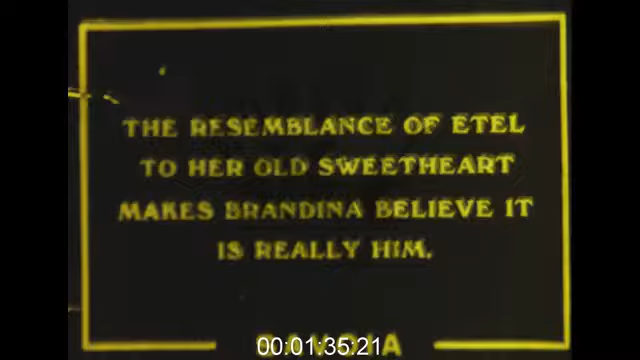 THE RESEMBLANCE OF ETEL
TO HER OLD SWEETHEART
MAKES BRANDINA BELIEVE IT
IS REALLY HIM.
00:01:35:21